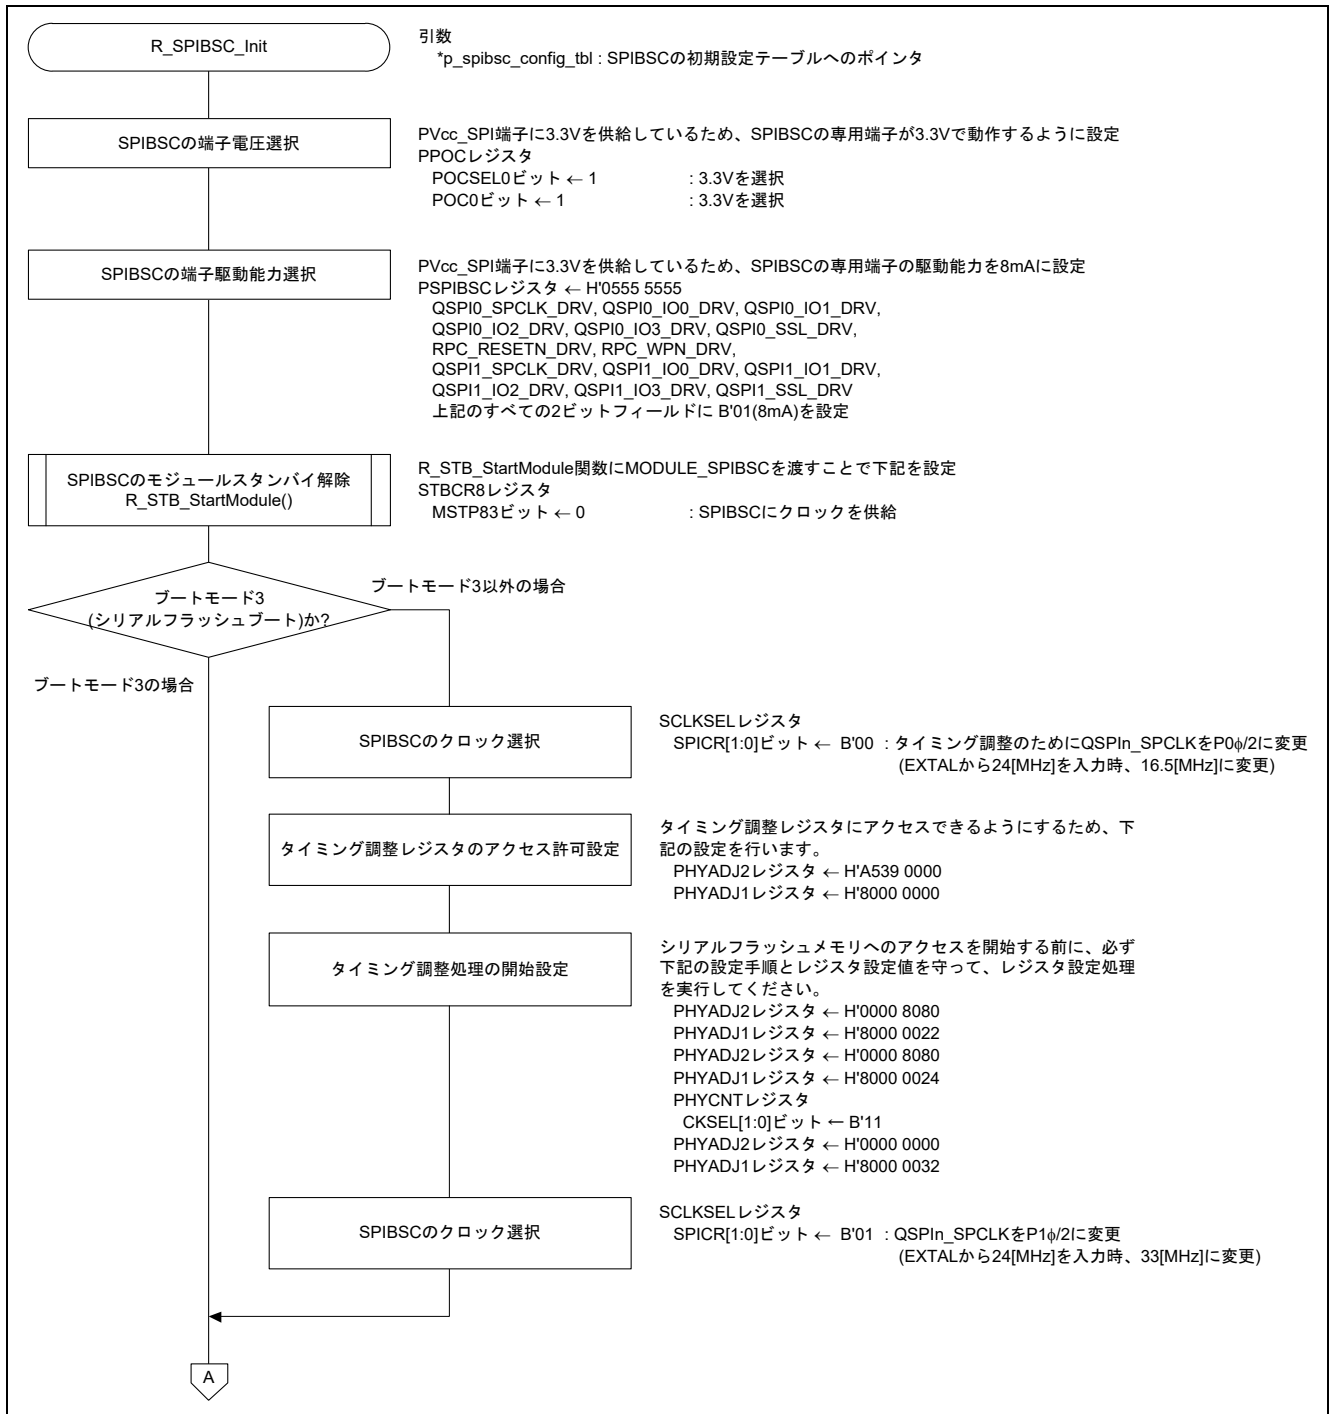 R_SPIBSC_Init
引数
*p_spibsc_config_tbl : SPIBSCの初期設定テーブルへのポインタ
SPIBSCの端子電圧選択
PVcc_SPI端子に3.3Vを供給しているため、SPIBSCの専用端子が3.3Vで動作するように設定
PPOCレジスタ
POCSEL0ビット ← 1 : 3.3Vを選択
POC0ビット ← 1 : 3.3Vを選択
SPIBSCの端子駆動能力選択
PVcc_SPI端子に3.3Vを供給しているため、SPIBSCの専用端子の駆動能力を8mAに設定
PSPIBSCレジスタ ← H'0555 5555
QSPI0_SPCLK_DRV, QSPI0_IO0_DRV, QSPI0_IO1_DRV,
QSPI0_IO2_DRV, QSPI0_IO3_DRV, QSPI0_SSL_DRV,
RPC_RESETN_DRV, RPC_WPN_DRV,
QSPI1_SPCLK_DRV, QSPI1_IO0_DRV, QSPI1_IO1_DRV,
QSPI1_IO2_DRV, QSPI1_IO3_DRV, QSPI1_SSL_DRV
上記のすべての2ビットフィールドに B'01(8mA)を設定
SPIBSCのモジュールスタンバイ解除
R_STB_StartModule()
R_STB_StartModule関数にMODULE_SPIBSCを渡すことで下記を設定
STBCR8レジスタ
MSTP83ビット ← 0 : SPIBSCにクロックを供給
ブートモード3
(シリアルフラッシュブート)か?
ブートモード3以外の場合
ブートモード3の場合
SPIBSCのクロック選択
SCLKSELレジスタ
SPICR[1:0]ビット ← B'00 : タイミング調整のためにQSPIn_SPCLKをP0φ/2に変更
(EXTALから24[MHz]を入力時、16.5[MHz]に変更)
タイミング調整レジスタのアクセス許可設定
タイミング調整レジスタにアクセスできるようにするため、下
記の設定を行います。
PHYADJ2レジスタ ← H'A539 0000
PHYADJ1レジスタ ← H'8000 0000
タイミング調整処理の開始設定
シリアルフラッシュメモリへのアクセスを開始する前に、必ず
下記の設定手順とレジスタ設定値を守って、レジスタ設定処理
を実行してください。
PHYADJ2レジスタ ← H'0000 8080
PHYADJ1レジスタ ← H'8000 0022
PHYADJ2レジスタ ← H'0000 8080
PHYADJ1レジスタ ← H'8000 0024
PHYCNTレジスタ
CKSEL[1:0]ビット ← B'11
PHYADJ2レジスタ ← H'0000 0000
PHYADJ1レジスタ ← H'8000 0032
SPIBSCのクロック選択
SCLKSELレジスタ
SPICR[1:0]ビット ← B'01 : QSPIn_SPCLKをP1φ/2に変更
(EXTALから24[MHz]を入力時、33[MHz]に変更)
A